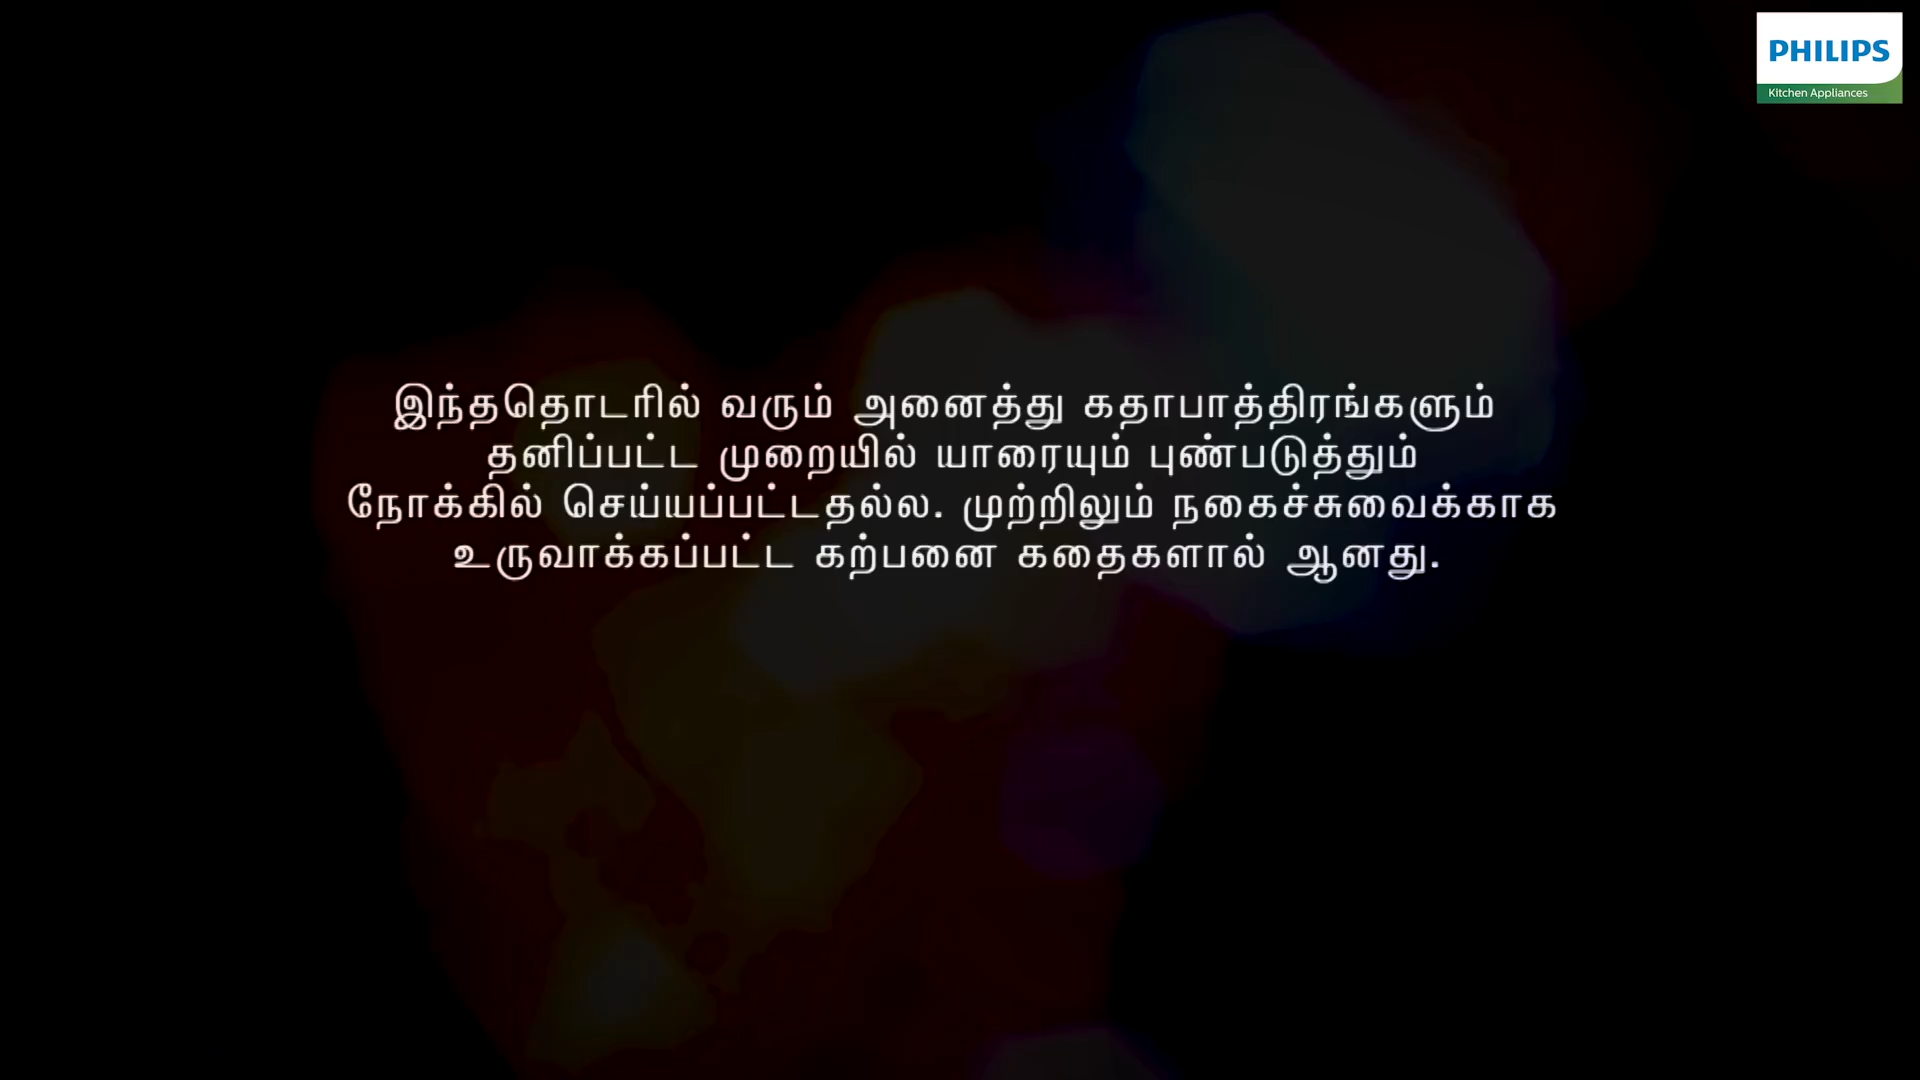 PHILIPS
Kitchen Appliances
இந்ததொடரில் வரும் அனைத்து கதாபாத்திரங்களும்
தனிப்பட்ட முறையில் யாரையும் புண்படுத்தும்
நோக்கில் செய்யப்பட்டதல்ல. முற்றிலும் நகைச்சுவைக்காக
உருவாக்கப்பட்ட கற்பனை கதைகளால் ஆனது.